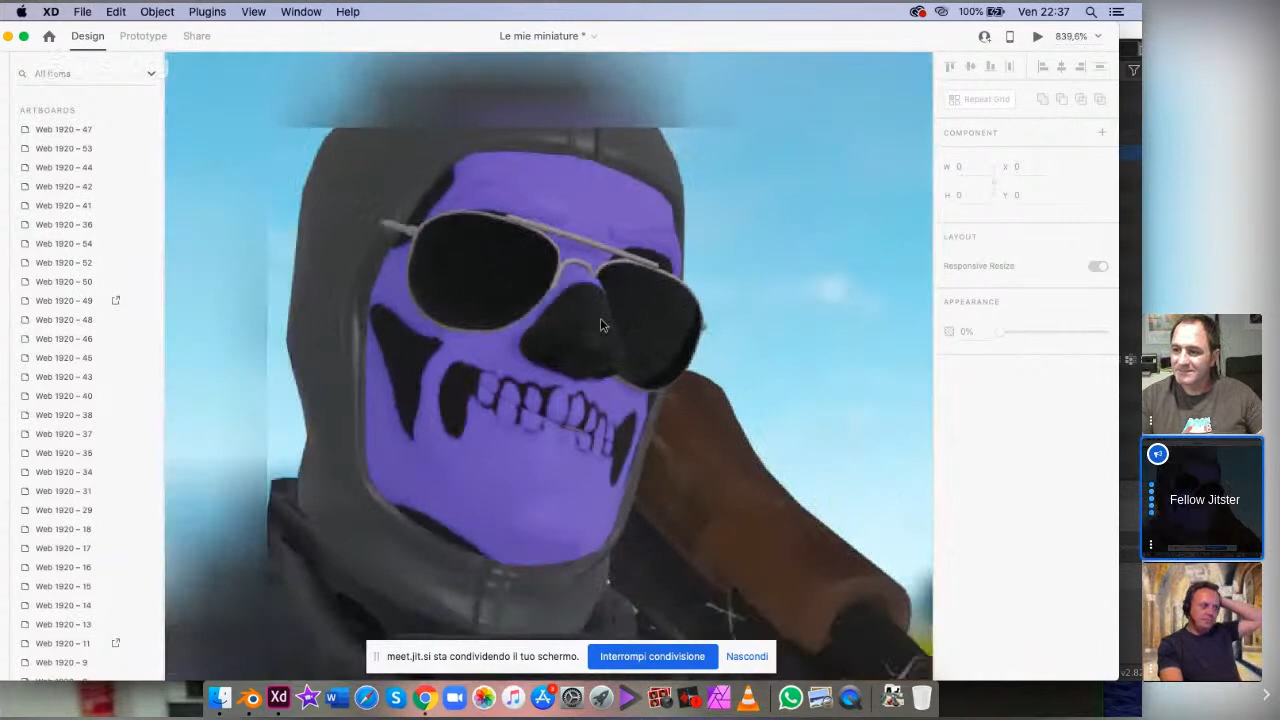 XD File Edit Object Plugins View Window Help 100% Ven 22:37
Design Prototype Share Le mie miniature * 839,6%
All Items
ARTBOARDS
Web 1920 – 47
Web 1920 – 53
Web 1920 – 44
Web 1920 – 42
Web 1920 – 41
Web 1920 – 36
Web 1920 – 54
Web 1920 – 52
Web 1920 – 50
Web 1920 – 49
Web 1920 – 48
Web 1920 – 46
Web 1920 – 45
Web 1920 – 43
Web 1920 – 40
Web 1920 – 38
Web 1920 – 37
Web 1920 – 35
Web 1920 – 34
Web 1920 – 31
Web 1920 – 29
Web 1920 – 18
Web 1920 – 17
Web 1920 – 16
Web 1920 – 15
Web 1920 – 14
Web 1920 – 13
Web 1920 – 11
Web 1920 – 9
Repeat Grid
COMPONENT
W 0 X 0
H 0 Y 0
LAYOUT
Responsive Resize
APPEARANCE
0%
Fellow Jitster
meet.jit.si sta condividendo il tuo schermo. Interrompi condivisione Nascondi
v2.82